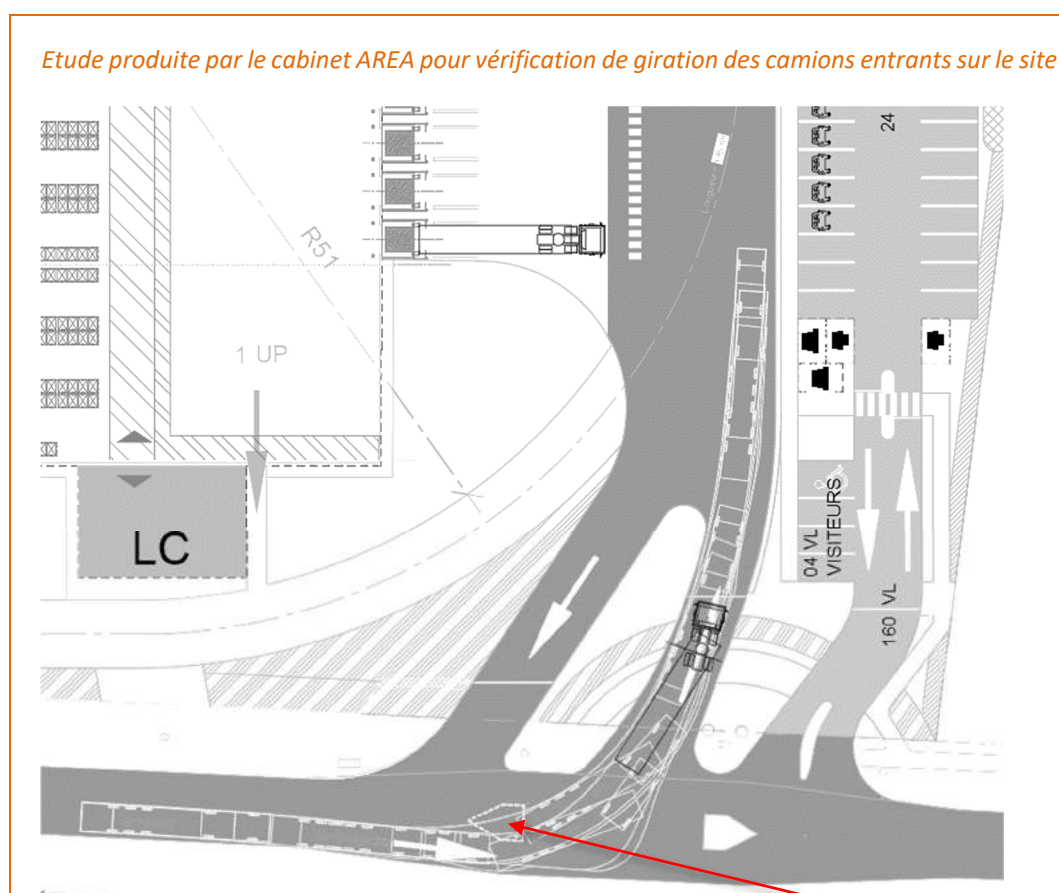 Etude produite par le cabinet AREA pour vérification de giration des camions entrants sur le site
24
R51
1 UP
LC
04 VL
VISITEURS
160 VL